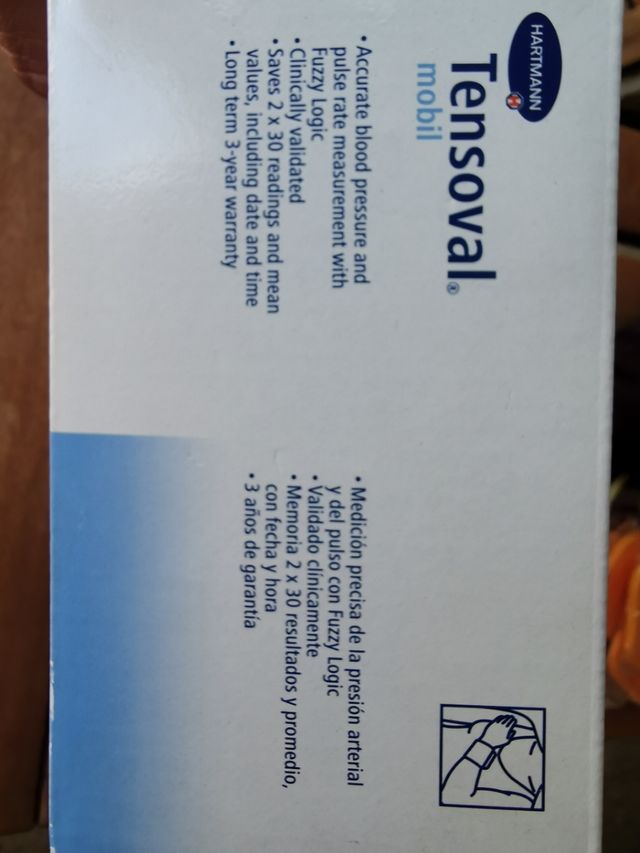 HARTMANN
Tensoval®
mobil
• Accurate blood pressure and
pulse rate measurement with
Fuzzy Logic
• Clinically validated
• Saves 2 x 30 readings and mean
values, including date and time
• Long term 3-year warranty
• Medición precisa de la presión arterial
y del pulso con Fuzzy Logic
• Validado clínicamente
• Memoria 2 x 30 resultados y promedio,
con fecha y hora
• 3 años de garantía